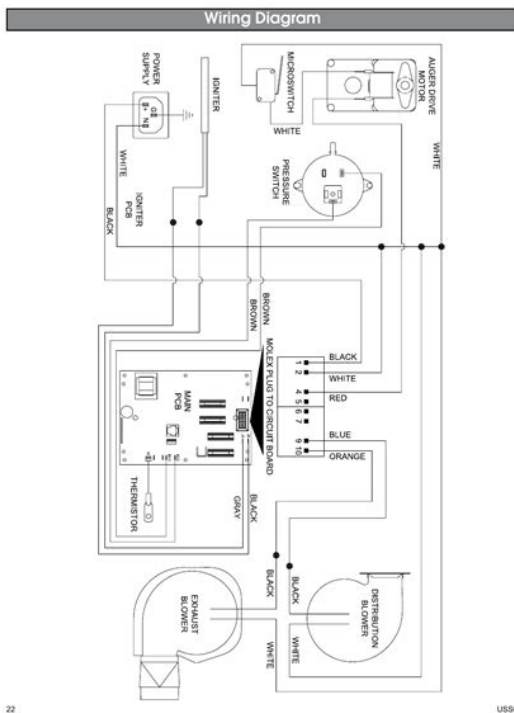 Wiring Diagram
POWER
SUPPLY
IGNITER
MICROSWITCH
AUGER DRIVE
MOTOR
WHITE
WHITE
PRESSURE
SWITCH
WHITE
BLACK
IGNITER
PCB
BROWN
BROWN
MOLEX PLUG TO CIRCUIT BOARD
1
2
4
5
6
7
9
10
BLACK
WHITE
RED
BLUE
ORANGE
MAIN
PCB
THERMISTOR
GRAY
BLACK
BLACK
BLACK
EXHAUST
BLOWER
DISTRIBUTION
BLOWER
WHITE
WHITE
22